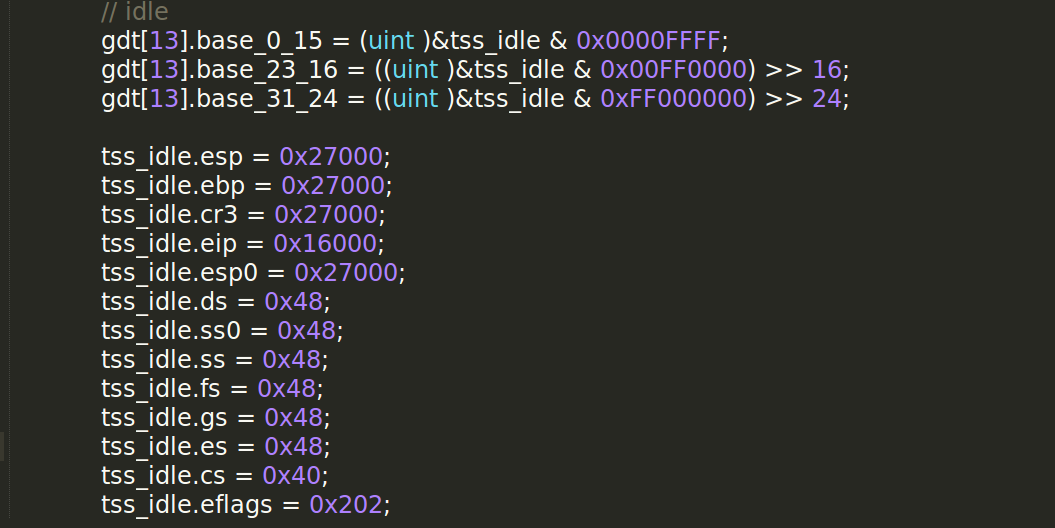 // idle
gdt[13].base_0_15 = (uint )&tss_idle & 0x0000FFFF;
gdt[13].base_23_16 = ((uint )&tss_idle & 0x00FF0000) >> 16;
gdt[13].base_31_24 = ((uint )&tss_idle & 0xFF000000) >> 24;
tss_idle.esp = 0x27000;
tss_idle.ebp = 0x27000;
tss_idle.cr3 = 0x27000;
tss_idle.eip = 0x16000;
tss_idle.esp0 = 0x27000;
tss_idle.ds = 0x48;
tss_idle.ss0 = 0x48;
tss_idle.ss = 0x48;
tss_idle.fs = 0x48;
tss_idle.gs = 0x48;
tss_idle.es = 0x48;
tss_idle.cs = 0x40;
tss_idle.eflags = 0x202;